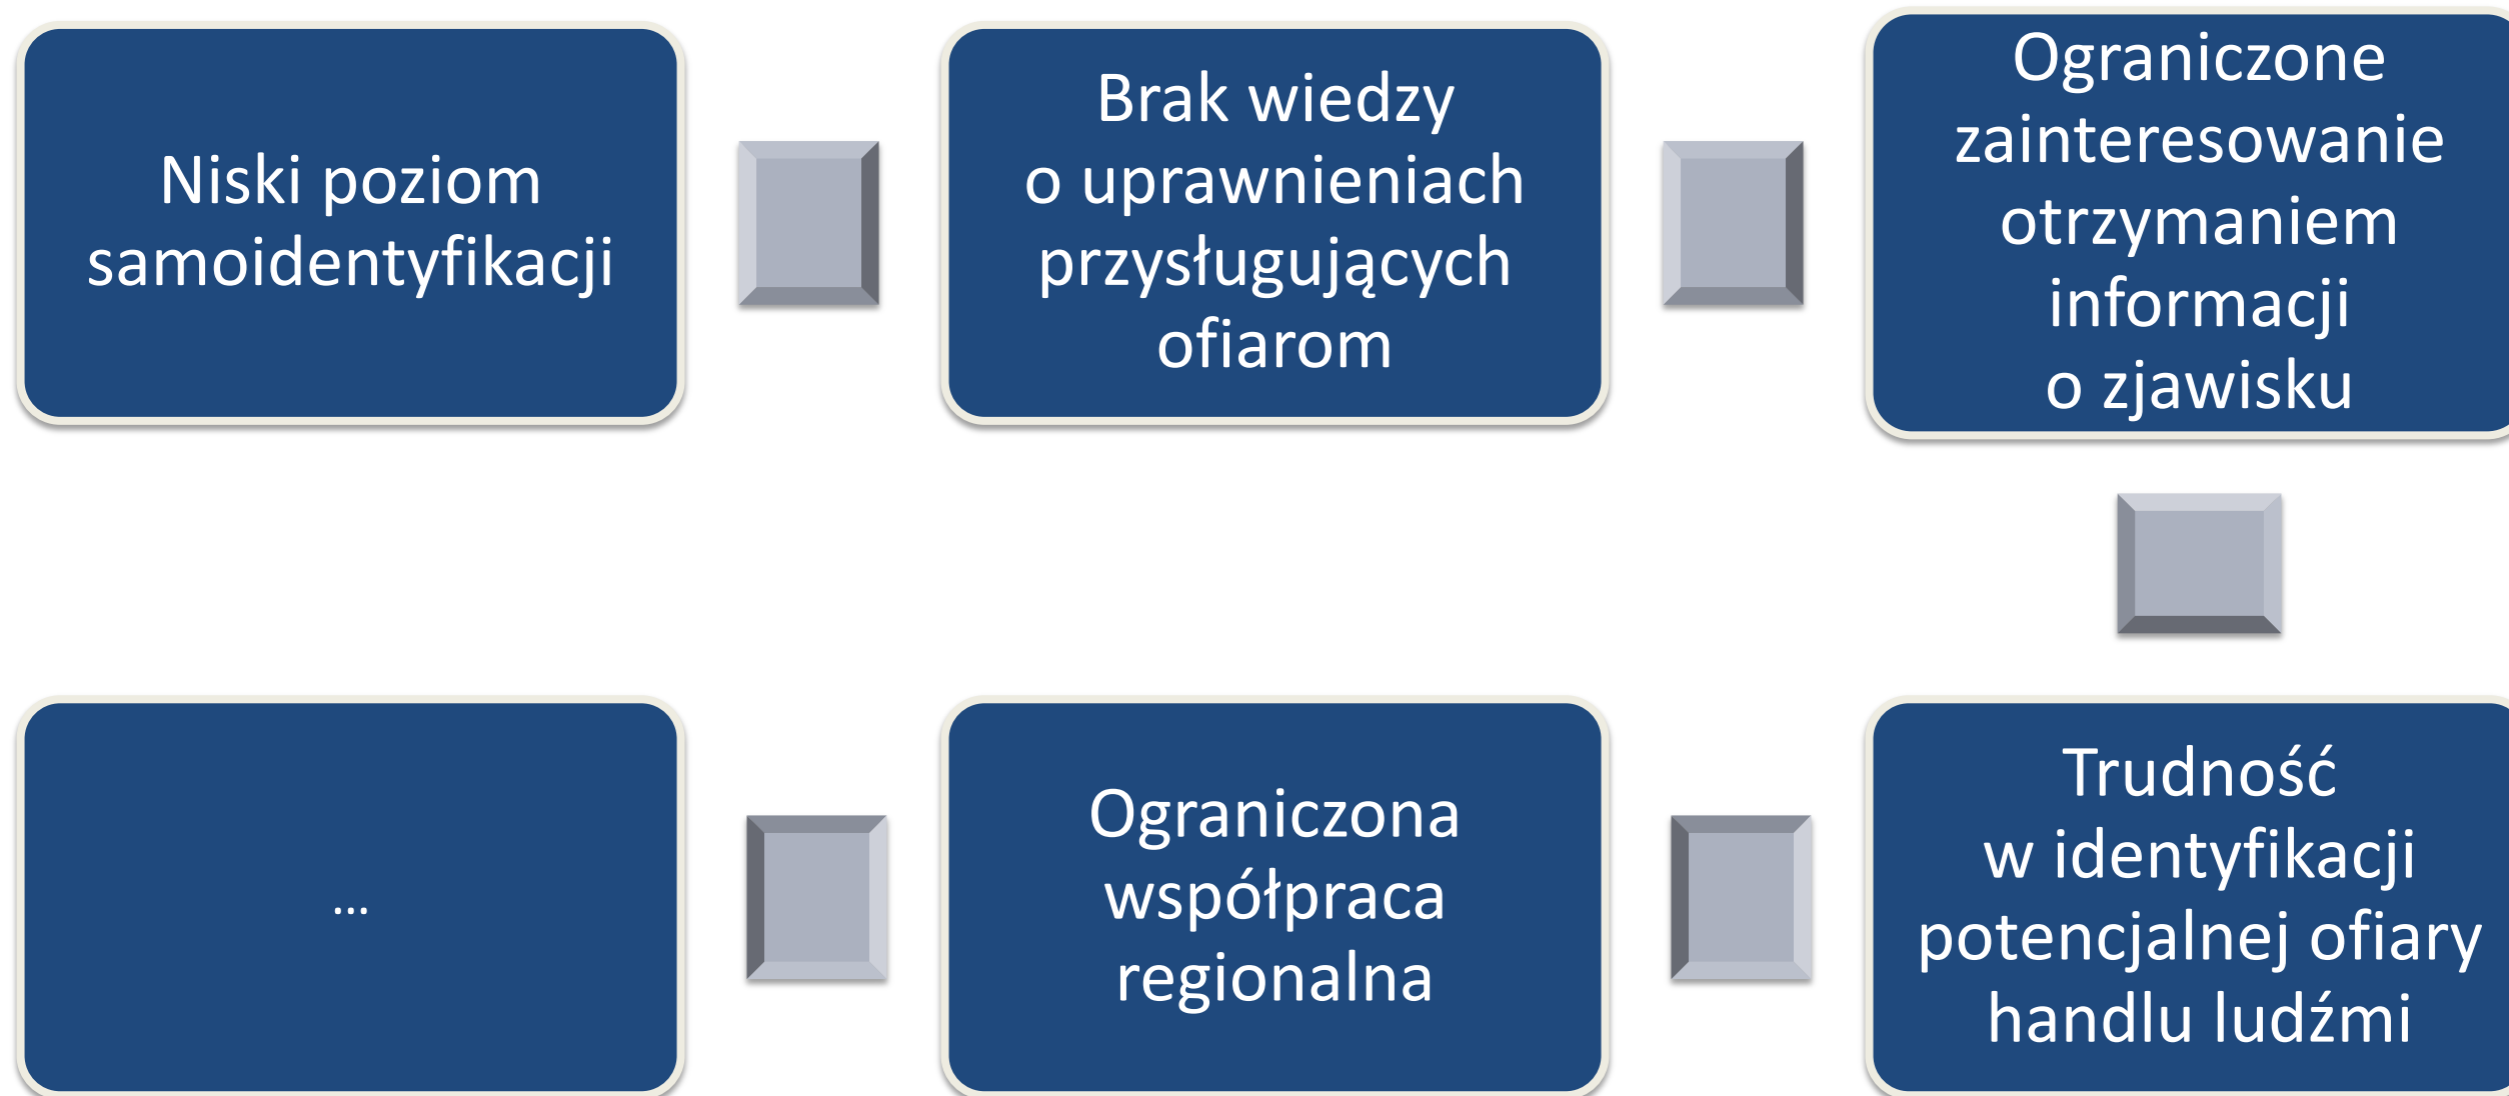 Niski poziom
samoidentyfikacji
Brak wiedzy
o uprawnieniach
przysługujących
ofiarom
Ograniczone
zainteresowanie
otrzymaniem
informacji
o zjawisku
Trudność
w identyfikacji
potencjalnej ofiary
handlu ludźmi
Ograniczona
współpraca
regionalna
...